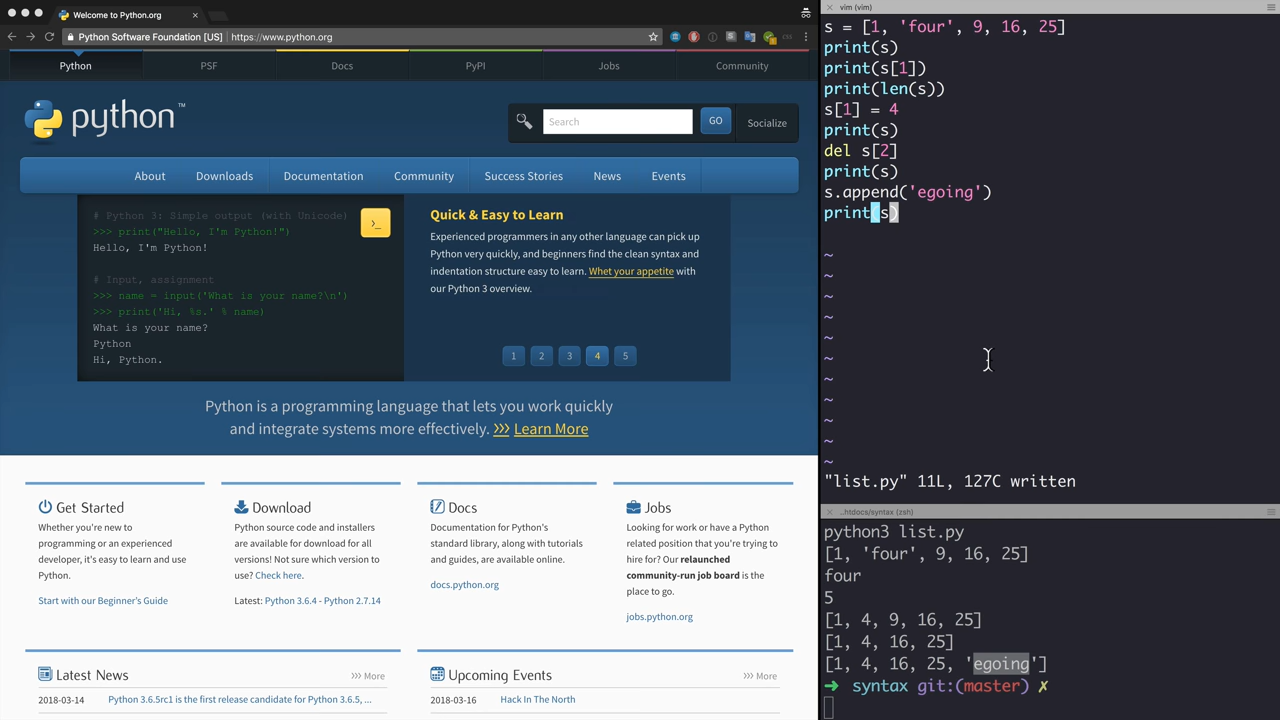 Welcome to Python.org
Python Software Foundation [US] | https://www.python.org
Python PSF Docs PyPI Jobs Community
python™
Search GO Socialize
About Downloads Documentation Community Success Stories News Events
# Python 3: Simple output (with Unicode)
>>> print("Hello, I'm Python!")
Hello, I'm Python!
# Input, assignment
>>> name = input('What is your name?\n')
>>> print('Hi, %s.' % name)
What is your name?
Python
Hi, Python.
>_
Quick & Easy to Learn
Experienced programmers in any other language can pick up
Python very quickly, and beginners find the clean syntax and
indentation structure easy to learn. Whet your appetite with
our Python 3 overview.
1 2 3 4 5
Python is a programming language that lets you work quickly
and integrate systems more effectively. >>> Learn More
Get Started
Whether you're new to
programming or an experienced
developer, it's easy to learn and use
Python.
Start with our Beginner's Guide
Download
Python source code and installers
are available for download for all
versions! Not sure which version to
use? Check here.
Latest: Python 3.6.4 - Python 2.7.14
Docs
Documentation for Python's
standard library, along with tutorials
and guides, are available online.
docs.python.org
Jobs
Looking for work or have a Python
related position that you're trying to
hire for? Our relaunched
community-run job board is the
place to go.
jobs.python.org
Latest News >>> More
2018-03-14 Python 3.6.5rc1 is the first release candidate for Python 3.6.5, ...
Upcoming Events >>> More
2018-03-16 Hack In The North
vim (vim)
s = [1, 'four', 9, 16, 25]
print(s)
print(s[1])
print(len(s))
s[1] = 4
print(s)
del s[2]
print(s)
s.append('egoing')
print(s)
~
~
~
~
~
~
~
~
~
~
~
"list.py" 11L, 127C written
..htdocs/syntax (zsh)
python3 list.py
[1, 'four', 9, 16, 25]
four
5
[1, 4, 9, 16, 25]
[1, 4, 16, 25]
[1, 4, 16, 25, 'egoing']
➜ syntax git:(master) ✗